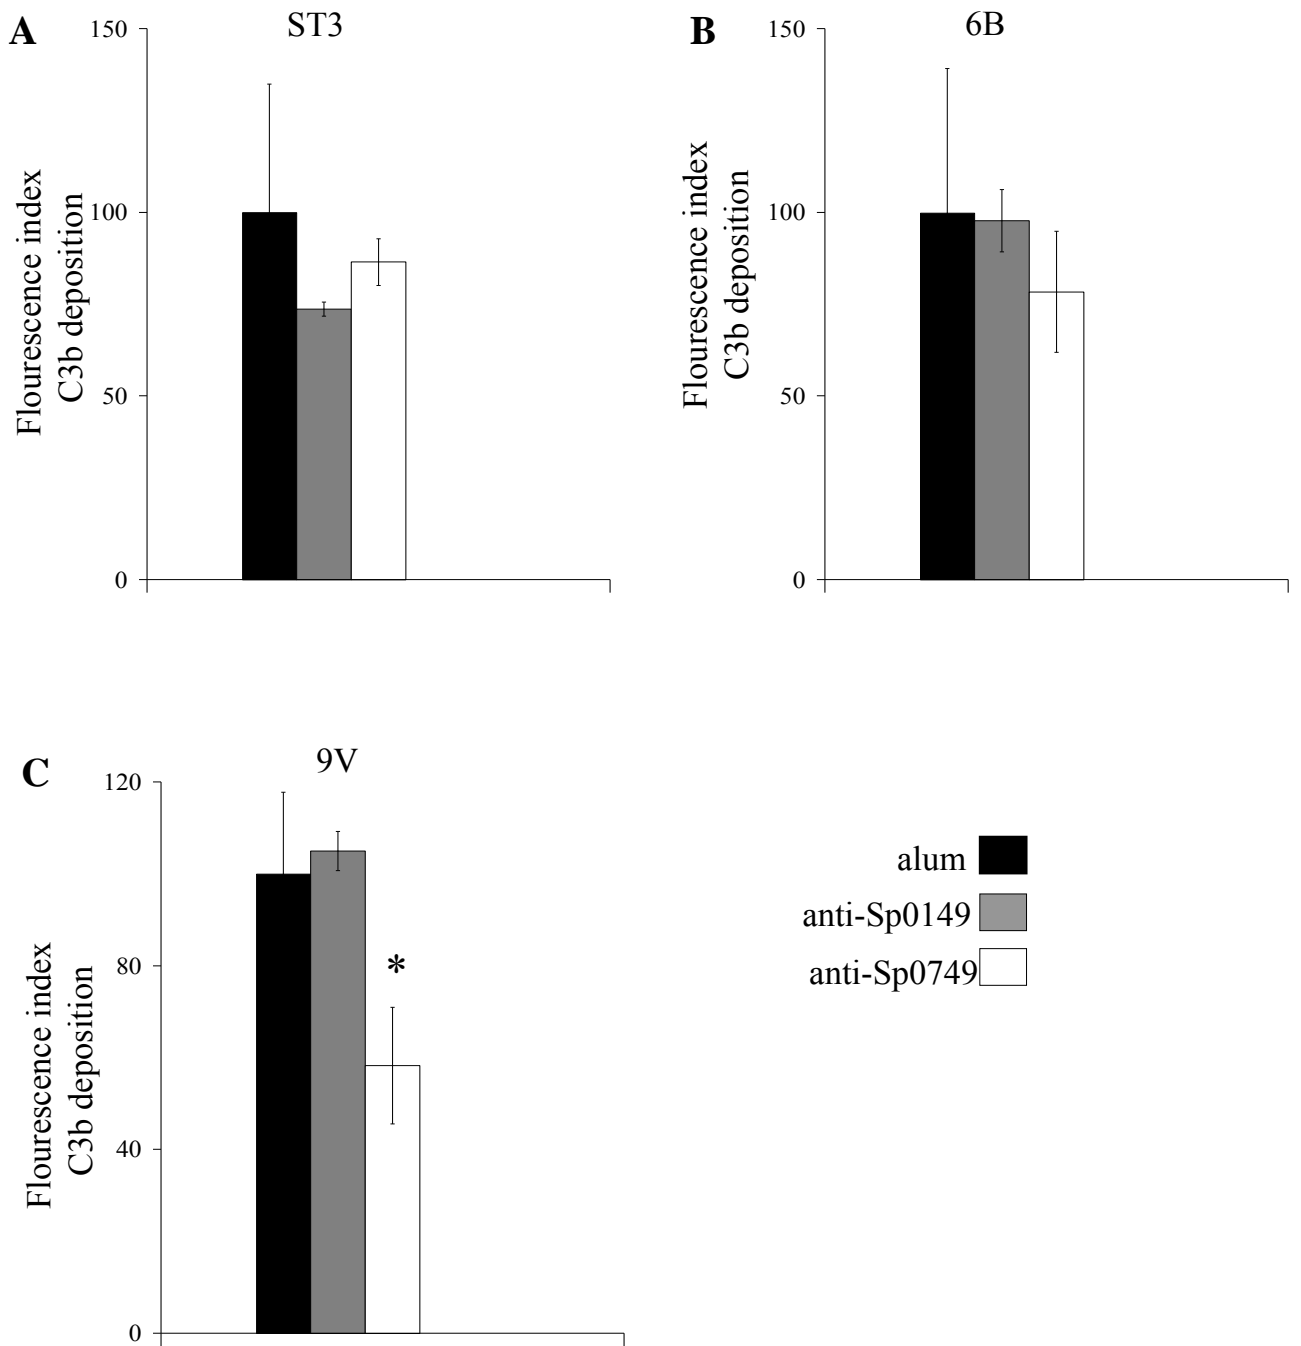 A
ST3
150
100
50
0
Flourescence index
C3b deposition
B
6B
150
100
50
0
Flourescence index
C3b deposition
C
9V
120
80
40
0
Flourescence index
C3b deposition
*
alum
anti-Sp0149
anti-Sp0749